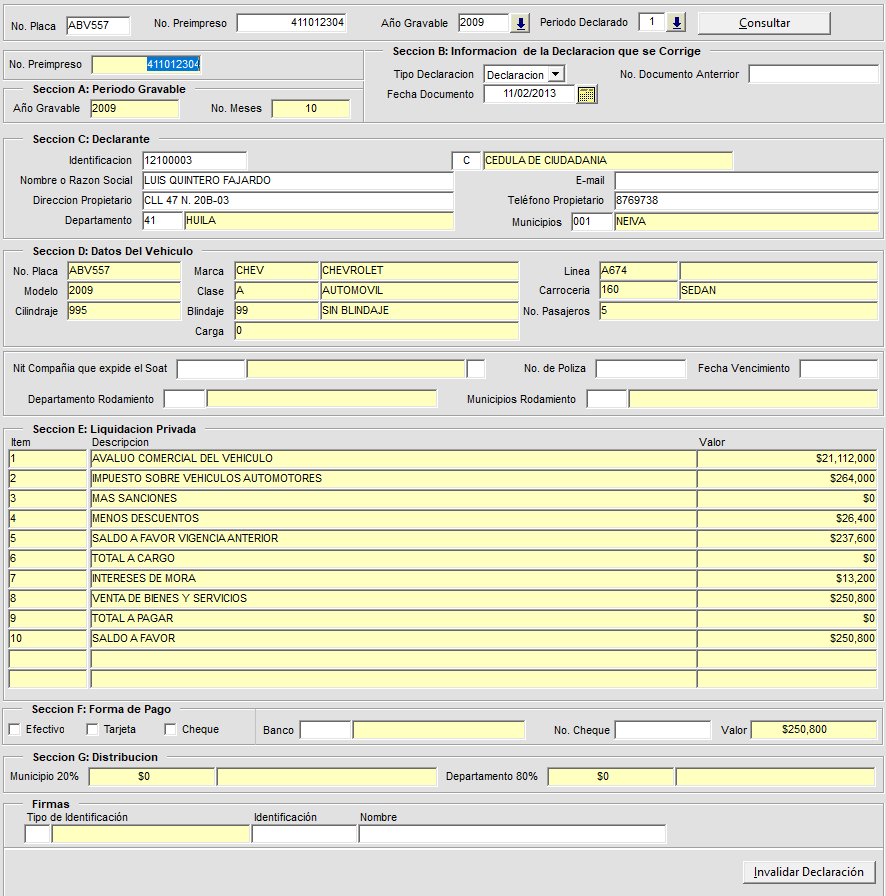 No. Placa ABV557 No. Preimpreso 411012304 Año Gravable 2009 Periodo Declarado 1 Consultar
No. Preimpreso 411012304
Seccion A: Periodo Gravable
Año Gravable 2009 No. Meses 10
Seccion B: Informacion de la Declaracion que se Corrige
Tipo Declaracion Declaracion No. Documento Anterrior
Fecha Documento 11/02/2013
Seccion C: Declarante
Identificacion 12100003 C CEDULA DE CIUDADANIA
Nombre o Razon Social LUIS QUINTERO FAJARDO E-mail
Direccion Propietario CLL 47 N. 20B-03 Teléfono Propietario 8769738
Departamento 41 HUILA Municipios 001 NEIVA
Seccion D: Datos Del Vehiculo
No. Placa ABV557 Marca CHEV CHEVROLET Linea A674
Modelo 2009 Clase A AUTOMOVIL Carroceria 160 SEDAN
Cilindraje 995 Blindaje 99 SIN BLINDAJE No. Pasajeros 5
Carga 0
Nit Compañia que expide el Soat No. de Poliza Fecha Vencimiento
Departamento Rodamiento Municipios Rodamiento
Seccion E: Liquidacion Privada
Item Descripcion Valor
1 AVALUO COMERCIAL DEL VEHICULO $21,112,000
2 IMPUESTO SOBRE VEHICULOS AUTOMOTORES $264,000
3 MAS SANCIONES $0
4 MENOS DESCUENTOS $26,400
5 SALDO A FAVOR VIGENCIA ANTERIOR $237,600
6 TOTAL A CARGO $0
7 INTERESES DE MORA $13,200
8 VENTA DE BIENES Y SERVICIOS $250,800
9 TOTAL A PAGAR $0
10 SALDO A FAVOR $250,800
Seccion F: Forma de Pago
Efectivo Tarjeta Cheque Banco No. Cheque Valor $250,800
Seccion G: Distribucion
Municipio 20% $0 Departamento 80% $0
Firmas
Tipo de Identificación Identificación Nombre
Invalidar Declaración